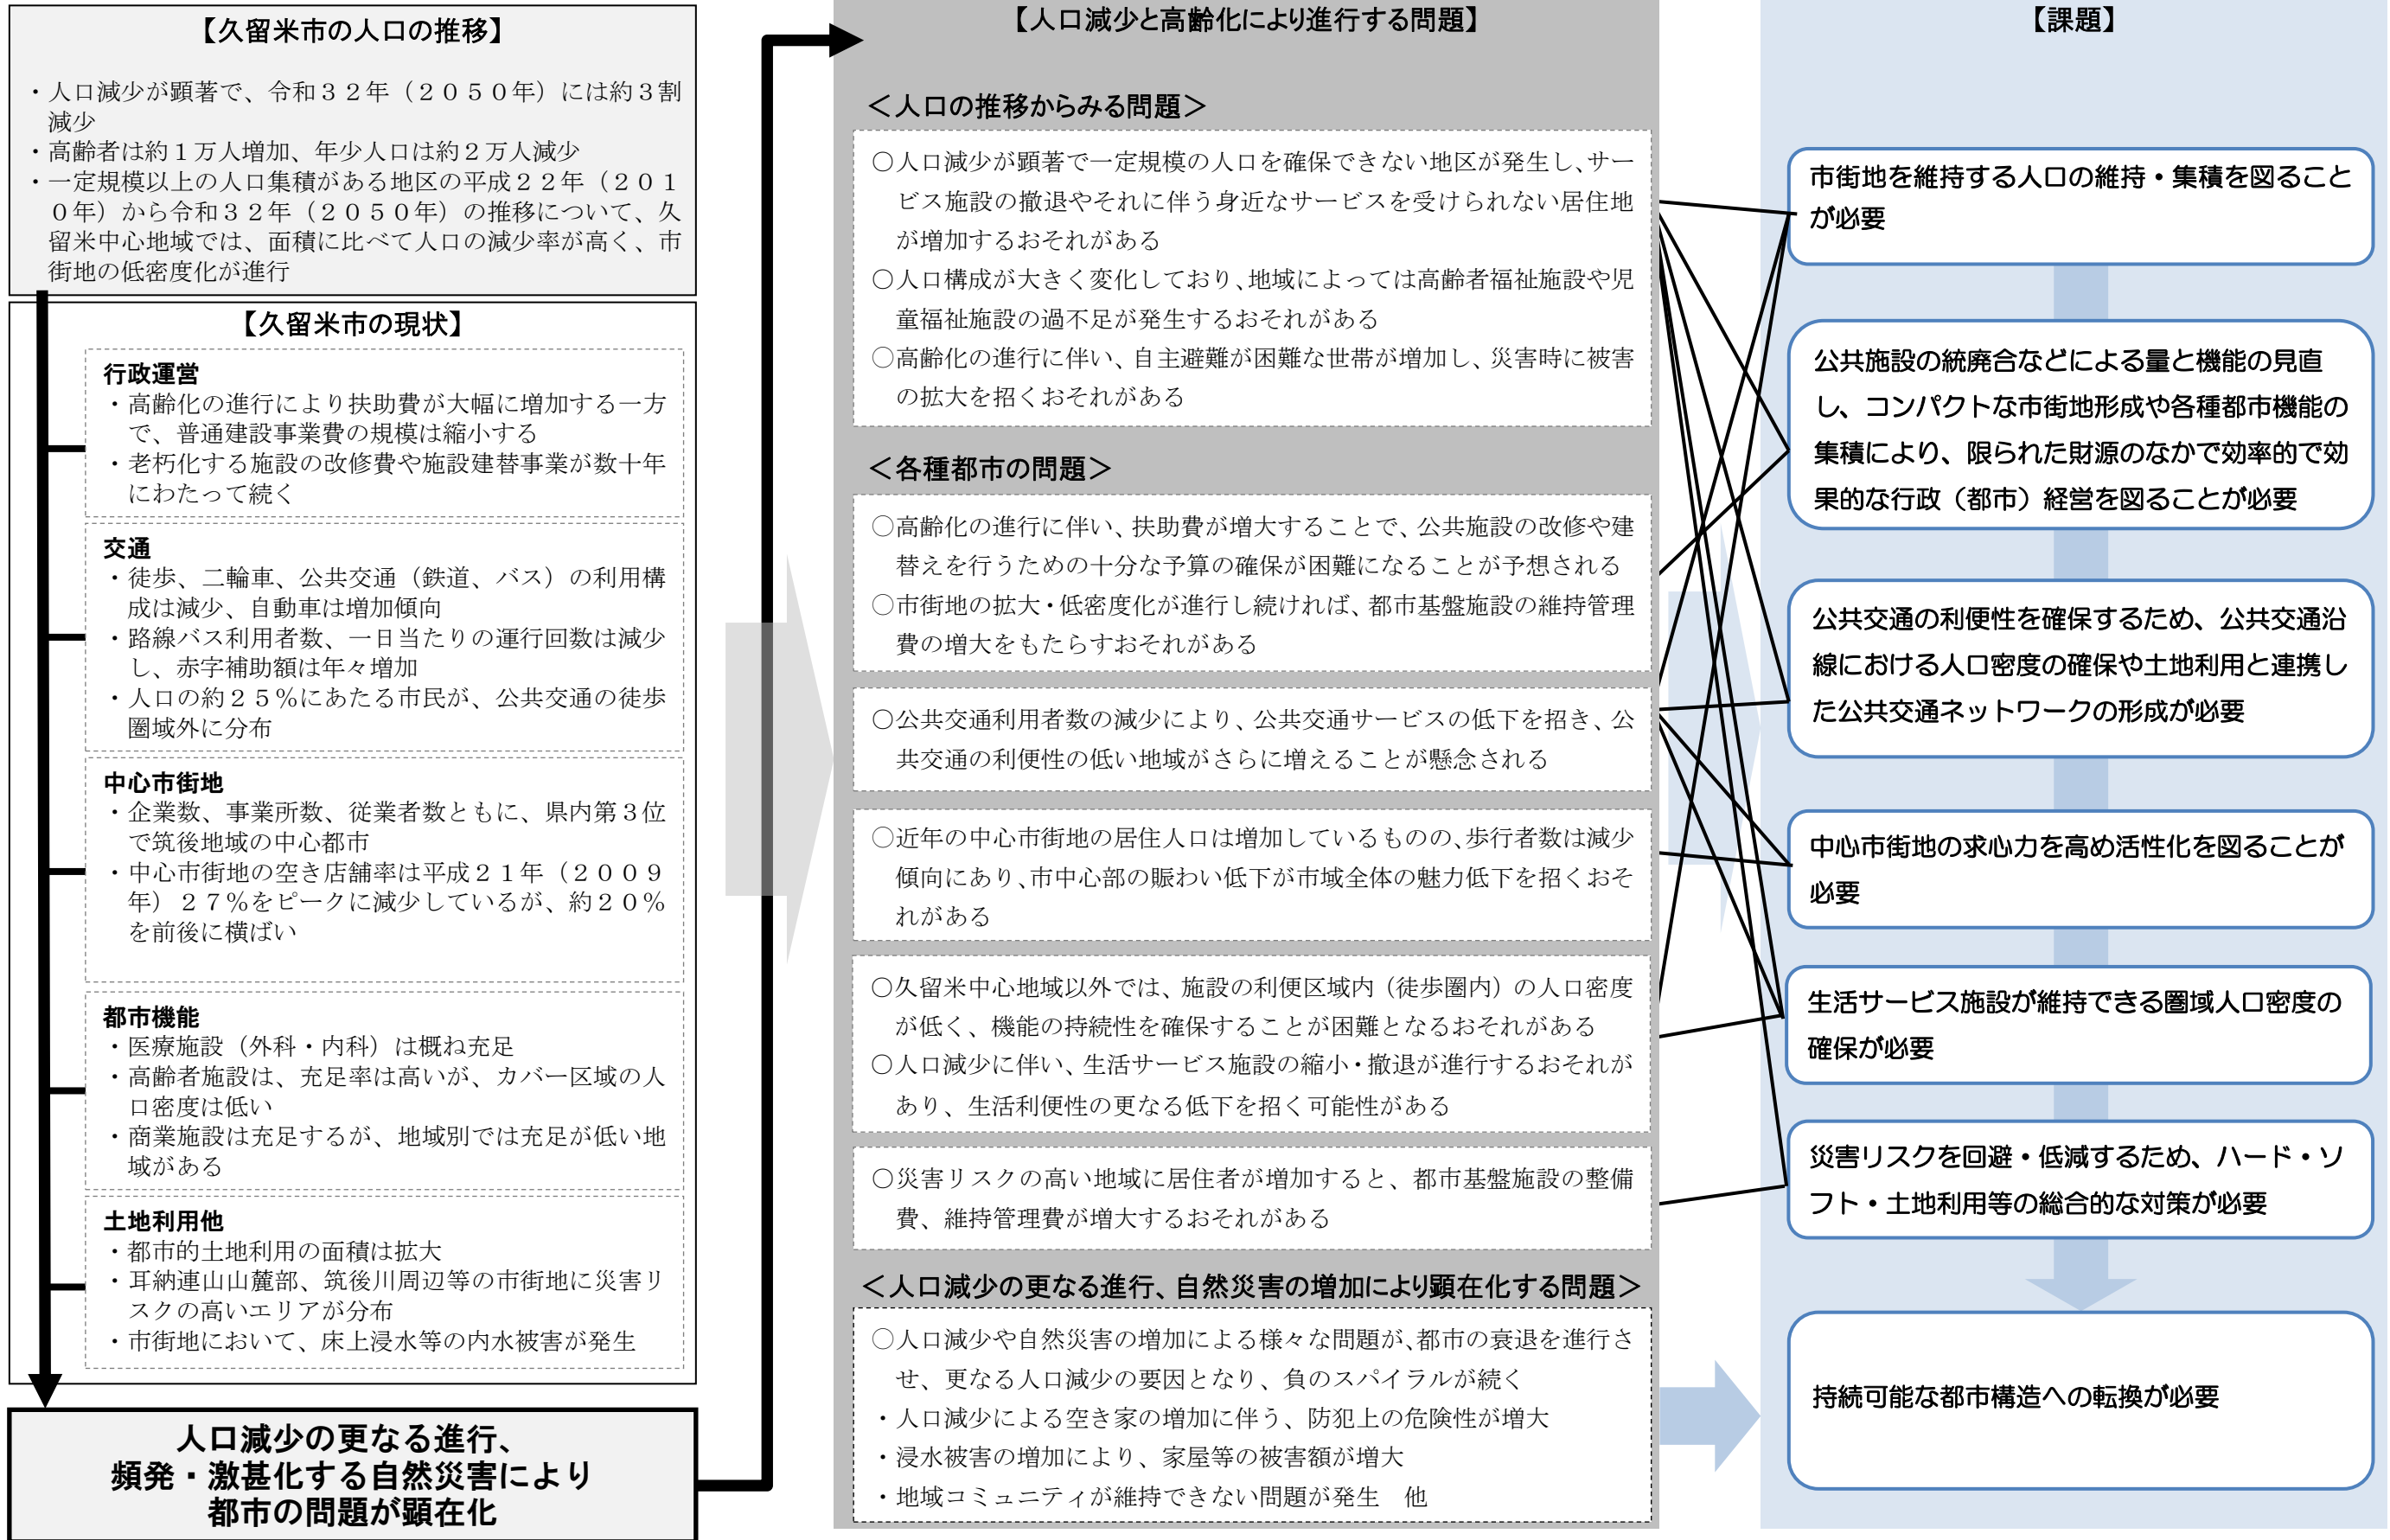 【久留米市の人口の推移】
・人口減少が顕著で、令和３２年（２０５０年）には約３割
減少
・高齢者は約１万人増加、年少人口は約２万人減少
・一定規模以上の人口集積がある地区の平成２２年（２０１
０年）から令和３２年（２０５０年）の推移について、久
留米中心地域では、面積に比べて人口の減少率が高く、市
街地の低密度化が進行
【久留米市の現状】
行政運営
・高齢化の進行により扶助費が大幅に増加する一方
で、普通建設事業費の規模は縮小する
・老朽化する施設の改修費や施設建替事業が数十年
にわたって続く
交通
・徒歩、二輪車、公共交通（鉄道、バス）の利用構
成は減少、自動車は増加傾向
・路線バス利用者数、一日当たりの運行回数は減少
し、赤字補助額は年々増加
・人口の約２５％にあたる市民が、公共交通の徒歩
圏域外に分布
中心市街地
・企業数、事業所数、従業者数ともに、県内第３位
で筑後地域の中心都市
・中心市街地の空き店舗率は平成２１年（２００９
年）２７％をピークに減少しているが、約２０％
を前後に横ばい
都市機能
・医療施設（外科・内科）は概ね充足
・高齢者施設は、充足率は高いが、カバー区域の人
口密度は低い
・商業施設は充足するが、地域別では充足が低い地
域がある
土地利用他
・都市的土地利用の面積は拡大
・耳納連山山麓部、筑後川周辺等の市街地に災害リ
スクの高いエリアが分布
・市街地において、床上浸水等の内水被害が発生
人口減少の更なる進行、
頻発・激甚化する自然災害により
都市の問題が顕在化
【人口減少と高齢化により進行する問題】
＜人口の推移からみる問題＞
○人口減少が顕著で一定規模の人口を確保できない地区が発生し、サー
ビス施設の撤退やそれに伴う身近なサービスを受けられない居住地
が増加するおそれがある
○人口構成が大きく変化しており、地域によっては高齢者福祉施設や児
童福祉施設の過不足が発生するおそれがある
○高齢化の進行に伴い、自主避難が困難な世帯が増加し、災害時に被害
の拡大を招くおそれがある
＜各種都市の問題＞
○高齢化の進行に伴い、扶助費が増大することで、公共施設の改修や建
替えを行うための十分な予算の確保が困難になることが予想される
○市街地の拡大・低密度化が進行し続ければ、都市基盤施設の維持管理
費の増大をもたらすおそれがある
○公共交通利用者数の減少により、公共交通サービスの低下を招き、公
共交通の利便性の低い地域がさらに増えることが懸念される
○近年の中心市街地の居住人口は増加しているものの、歩行者数は減少
傾向にあり、市中心部の賑わい低下が市域全体の魅力低下を招くおそ
れがある
○久留米中心地域以外では、施設の利便区域内（徒歩圏内）の人口密度
が低く、機能の持続性を確保することが困難となるおそれがある
○人口減少に伴い、生活サービス施設の縮小・撤退が進行するおそれが
あり、生活利便性の更なる低下を招く可能性がある
○災害リスクの高い地域に居住者が増加すると、都市基盤施設の整備
費、維持管理費が増大するおそれがある
＜人口減少の更なる進行、自然災害の増加により顕在化する問題＞
○人口減少や自然災害の増加による様々な問題が、都市の衰退を進行さ
せ、更なる人口減少の要因となり、負のスパイラルが続く
・人口減少による空き家の増加に伴う、防犯上の危険性が増大
・浸水被害の増加により、家屋等の被害額が増大
・地域コミュニティが維持できない問題が発生　他
【課題】
市街地を維持する人口の維持・集積を図ること
が必要
公共施設の統廃合などによる量と機能の見直
し、コンパクトな市街地形成や各種都市機能の
集積により、限られた財源のなかで効率的で効
果的な行政（都市）経営を図ることが必要
公共交通の利便性を確保するため、公共交通沿
線における人口密度の確保や土地利用と連携し
た公共交通ネットワークの形成が必要
中心市街地の求心力を高め活性化を図ることが
必要
生活サービス施設が維持できる圏域人口密度の
確保が必要
災害リスクを回避・低減するため、ハード・ソ
フト・土地利用等の総合的な対策が必要
持続可能な都市構造への転換が必要